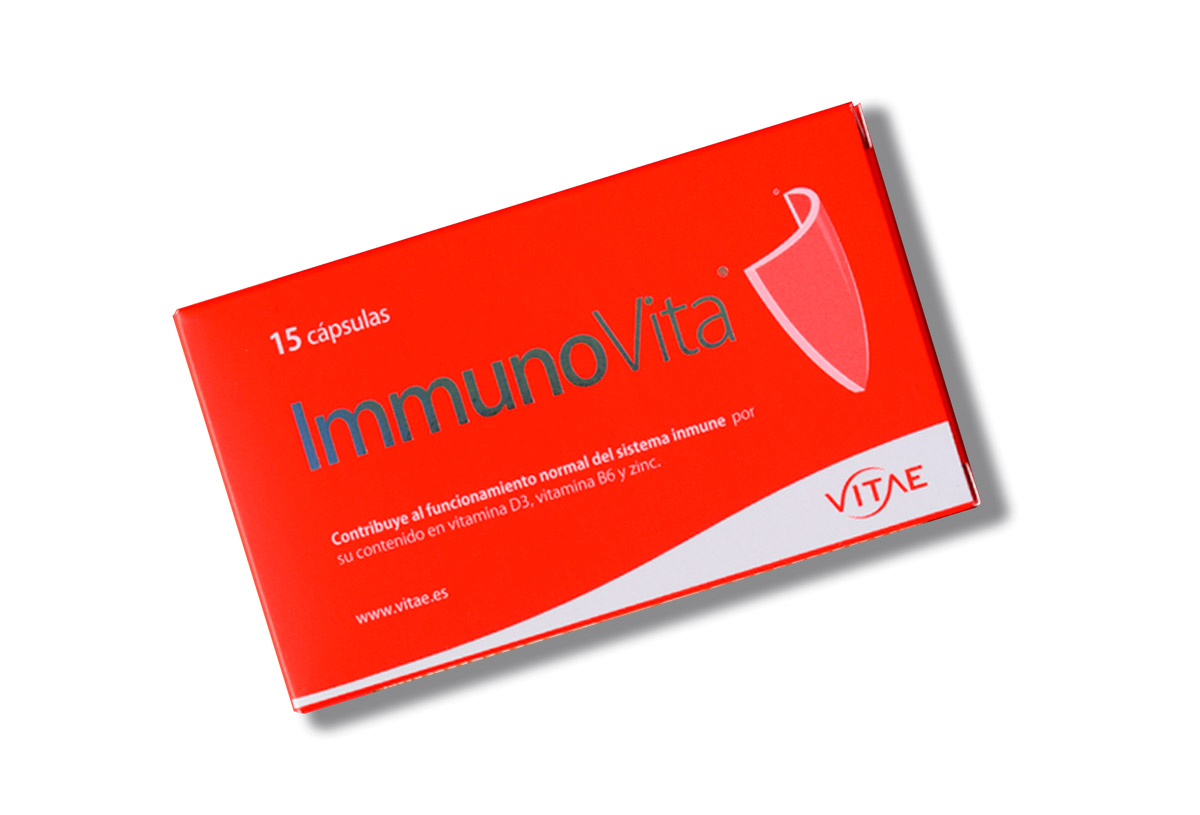 15 cápsulas
ImmunoVita®
Contribuye al funcionamiento normal del sistema inmune por
su contenido en vitamina D3, vitamina B6 y zinc.
www.vitae.es
VITAE